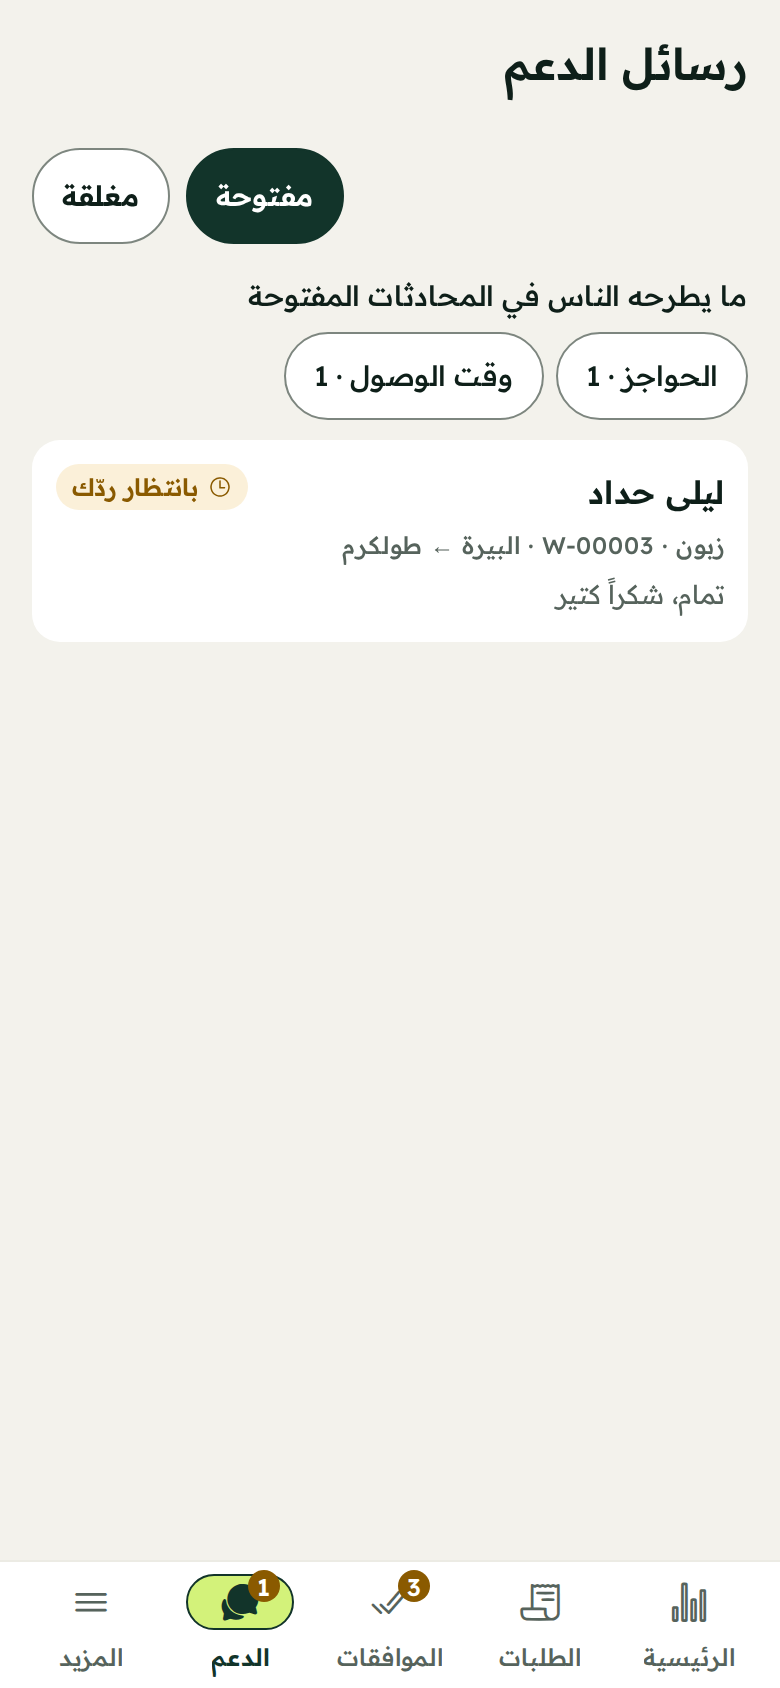 رسائل الدعم
مفتوحة
مغلقة
ما يطرحه الناس في المحادثات المفتوحة
الحواجز · 1
وقت الوصول · 1
ليلى حداد
بانتظار ردّك
زبون · W-00003 · البيرة ← طولكرم
تمام، شكراً كتير
الرئيسية
الطلبات
3
الموافقات
1
الدعم
المزيد